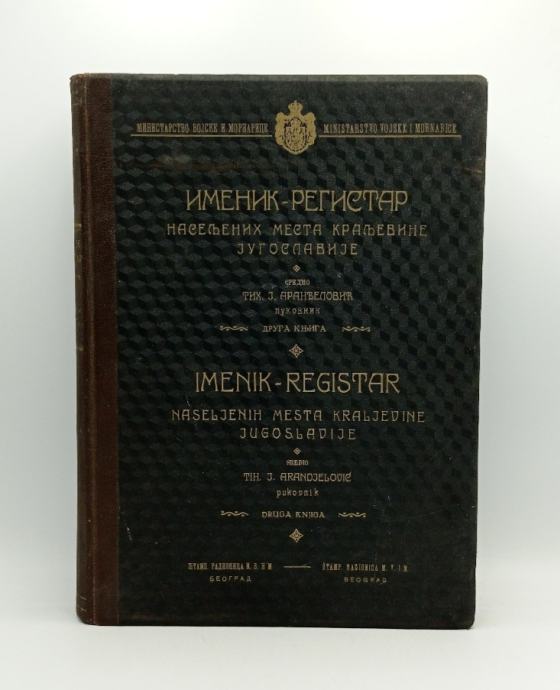 МИНИСТАРСТВО ВОЈСКЕ И МОРНАРИЦЕ MINISTARSTVO VOJSKE I MORNARICE
ИМЕНИК-РЕГИСТАР
НАСЕЉЕНИХ МЕСТА КРАЉЕВИНЕ
ЈУГОСЛАВИЈЕ
СРЕДИО
ТИХ. Ј. АРАНЂЕЛОВИЋ
пуковник
ДРУГА КЊИГА
IMENIK-REGISTAR
NASELJENIH MESTA KRALJEVINE
JUGOSLAVIJE
SREDIO
TIH. J. ARANDJELOVIĆ
pukovnik
DRUGA KNJIGA
ШТАМП. РАДИОНИЦА М. В. И М. — ŠTAMP. RADIONICA M. V. I M.
БЕОГРАД BEOGRAD